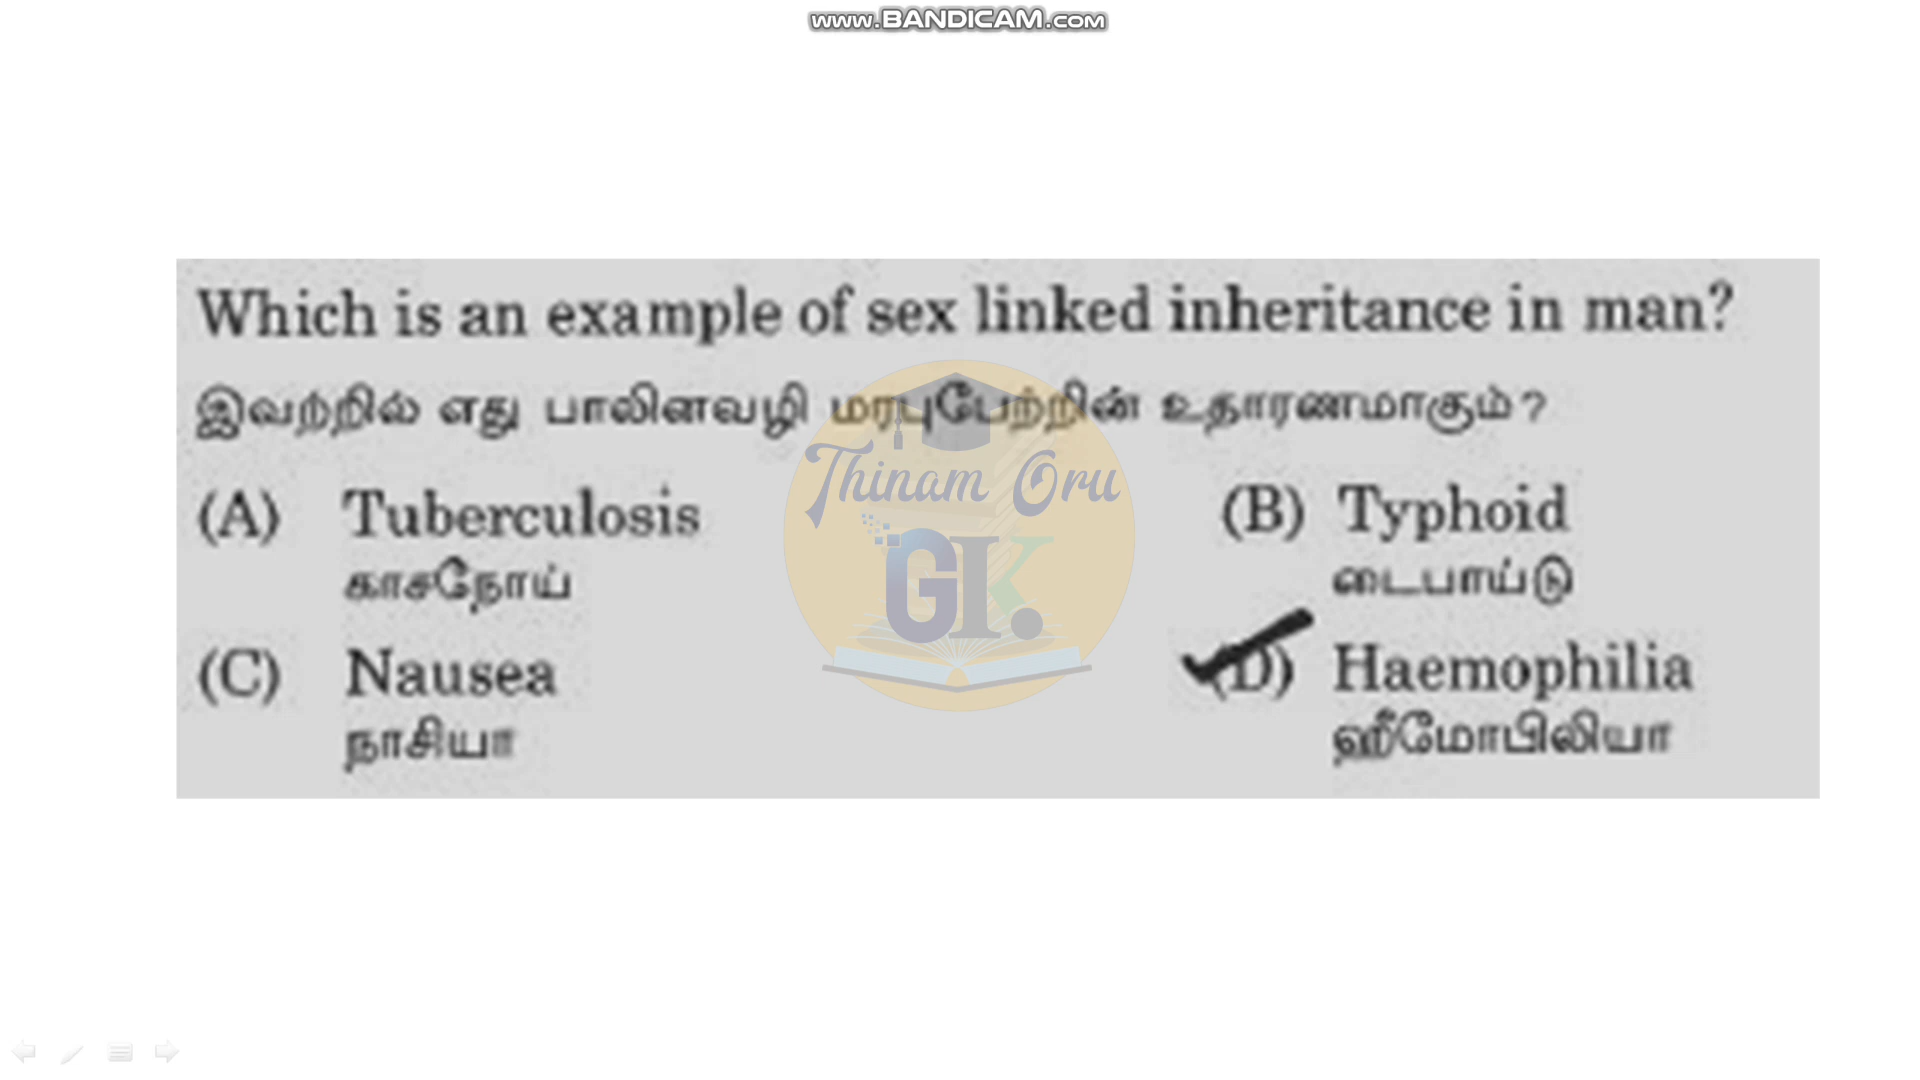 www.BANDICAM.com
Which is an example of sex linked inheritance in man?
இவற்றில் எது பாலினவழி மரபுபேற்றின் உதாரணமாகும் ?
Thinam Oru
GK.
(A) Tuberculosis (B) Typhoid
காசநோய் டைபாய்டு
(C) Nausea (D) Haemophilia
நாசியா ஹீமோபிலியா